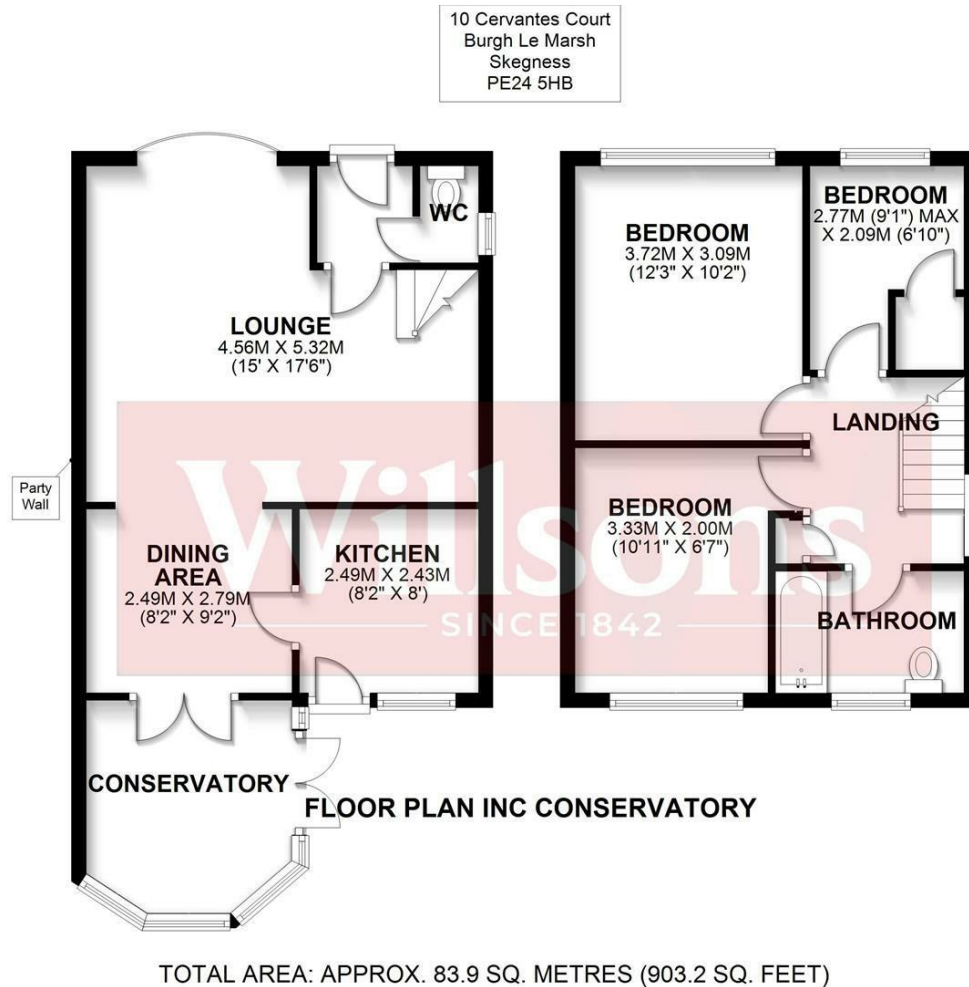 10 Cervantes Court
Burgh Le Marsh
Skegness
PE24 5HB
WC
LOUNGE
4.56M X 5.32M
(15' X 17'6")
Party
Wall
DINING
AREA
2.49M X 2.79M
(8'2" X 9'2")
KITCHEN
2.49M X 2.43M
(8'2" X 8')
CONSERVATORY
BEDROOM
3.72M X 3.09M
(12'3" X 10'2")
BEDROOM
2.77M (9'1") MAX
X 2.09M (6'10")
LANDING
BEDROOM
3.33M X 2.00M
(10'11" X 6'7")
BATHROOM
Willsons
SINCE 1842
FLOOR PLAN INC CONSERVATORY
TOTAL AREA: APPROX. 83.9 SQ. METRES (903.2 SQ. FEET)